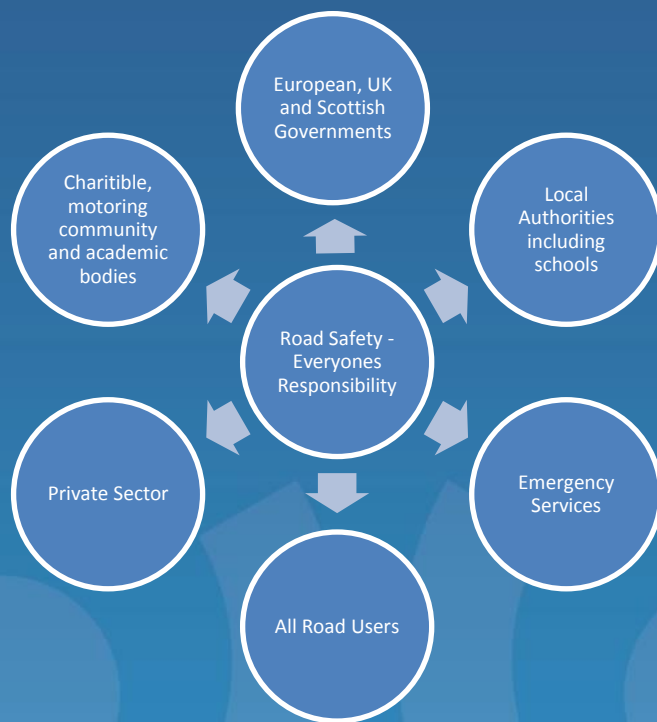 European, UK
and Scottish
Governments
Charitible,
motoring
community
and academic
bodies
Local
Authorities
including
schools
Road Safety -
Everyones
Responsibility
Private Sector
Emergency
Services
All Road Users